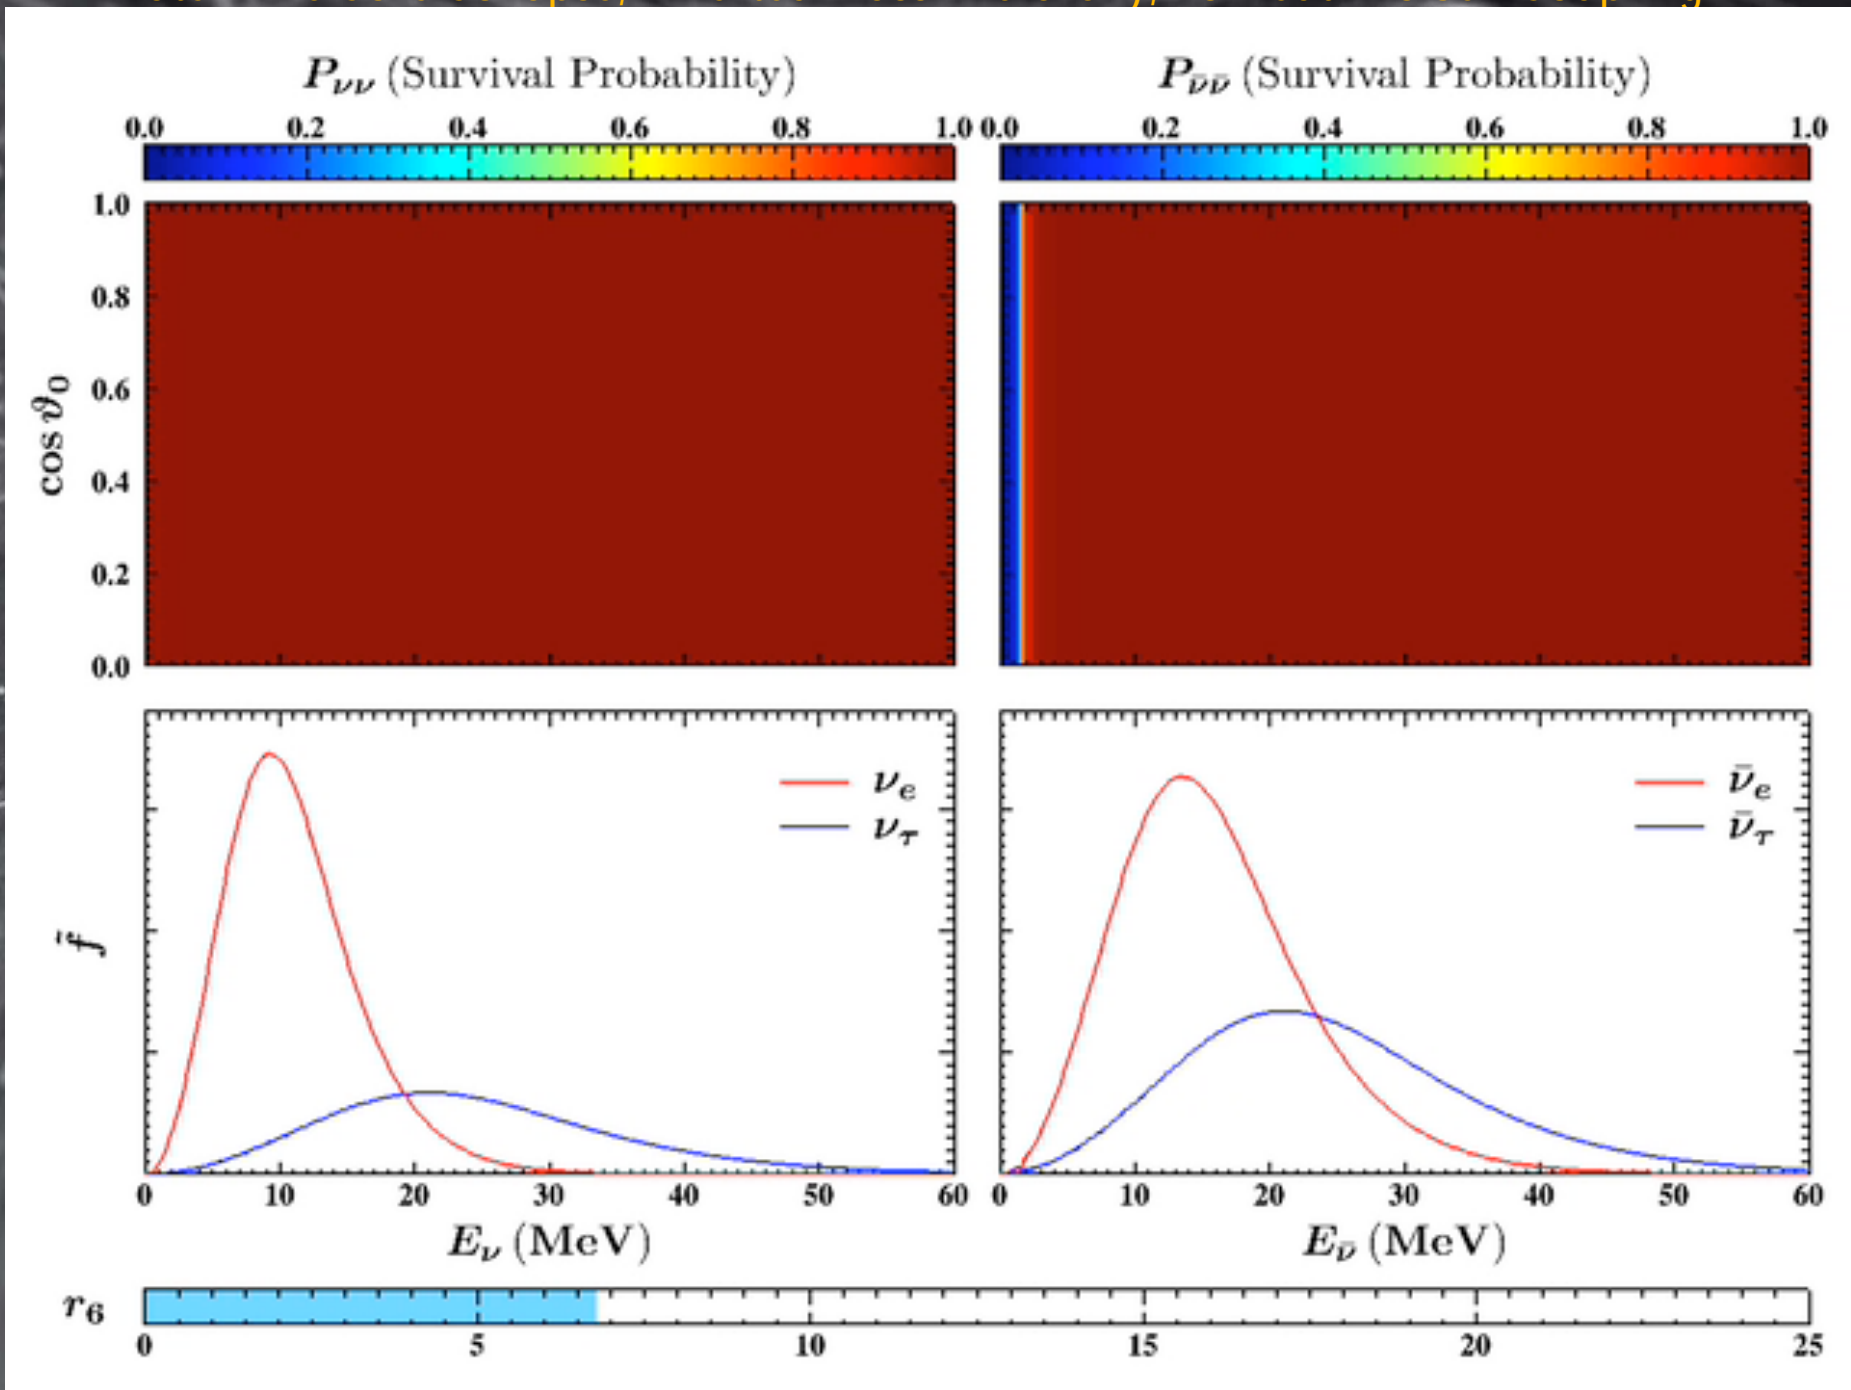 P_νν (Survival Probability) P_ν̄ν̄ (Survival Probability)
0.0 0.2 0.4 0.6 0.8 1.0 0.0 0.2 0.4 0.6 0.8 1.0
1.0
0.8
0.6
0.4
0.2
0.0
cos ϑ₀
ν_e ν̄_e
ν_τ ν̄_τ
f̃
0 10 20 30 40 50 60 0 10 20 30 40 50 60
E_ν (MeV) E_ν̄ (MeV)
r₆
0 5 10 15 20 25